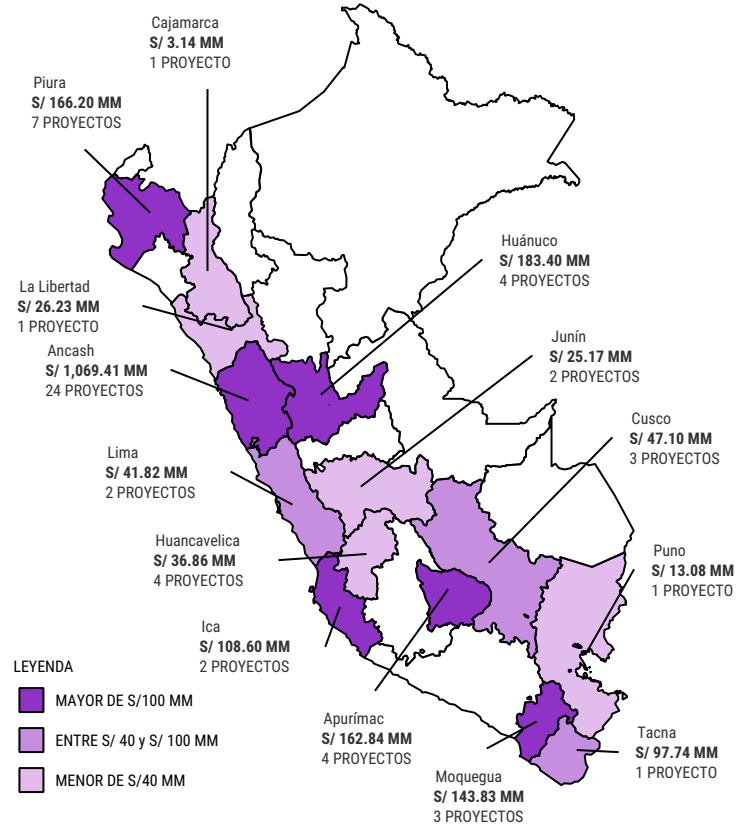 Cajamarca
S/ 3.14 MM
1 PROYECTO
Piura
S/ 166.20 MM
7 PROYECTOS
Huánuco
S/ 183.40 MM
4 PROYECTOS
La Libertad
S/ 26.23 MM
1 PROYECTO
Ancash
S/ 1,069.41 MM
24 PROYECTOS
Junín
S/ 25.17 MM
2 PROYECTOS
Cusco
S/ 47.10 MM
3 PROYECTOS
Lima
S/ 41.82 MM
2 PROYECTOS
Huancavelica
S/ 36.86 MM
4 PROYECTOS
Puno
S/ 13.08 MM
1 PROYECTO
Ica
S/ 108.60 MM
2 PROYECTOS
LEYENDA
MAYOR DE S/100 MM
ENTRE S/ 40 y S/ 100 MM
MENOR DE S/40 MM
Apurímac
S/ 162.84 MM
4 PROYECTOS
Moquegua
S/ 143.83 MM
3 PROYECTOS
Tacna
S/ 97.74 MM
1 PROYECTO